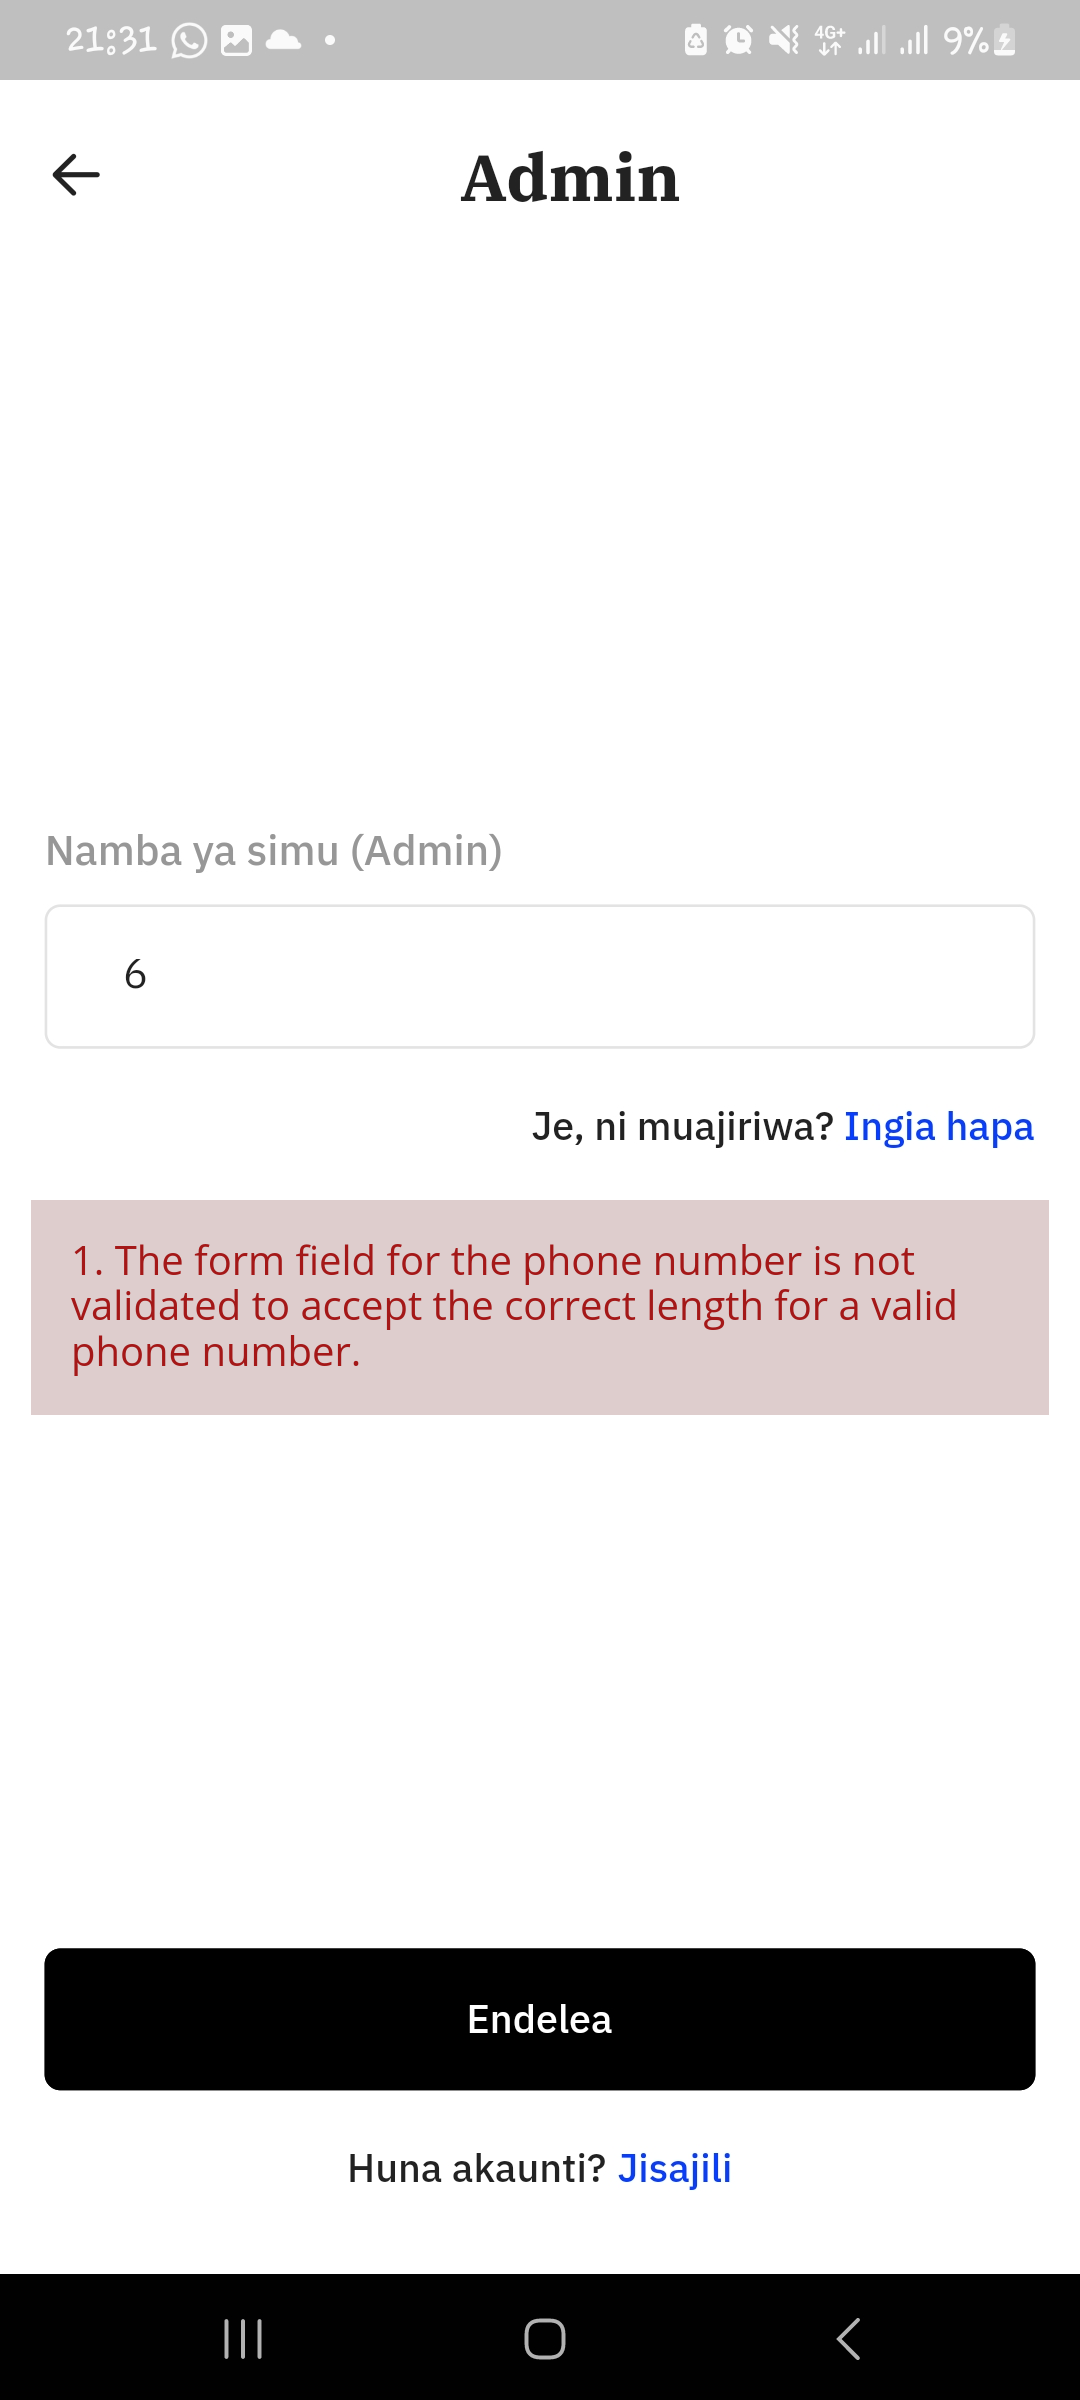 21:31
4G+
9%
Admin
Namba ya simu (Admin)
6
Je, ni muajiriwa? Ingia hapa
1. The form field for the phone number is not
validated to accept the correct length for a valid
phone number.
Endelea
Huna akaunti? Jisajili